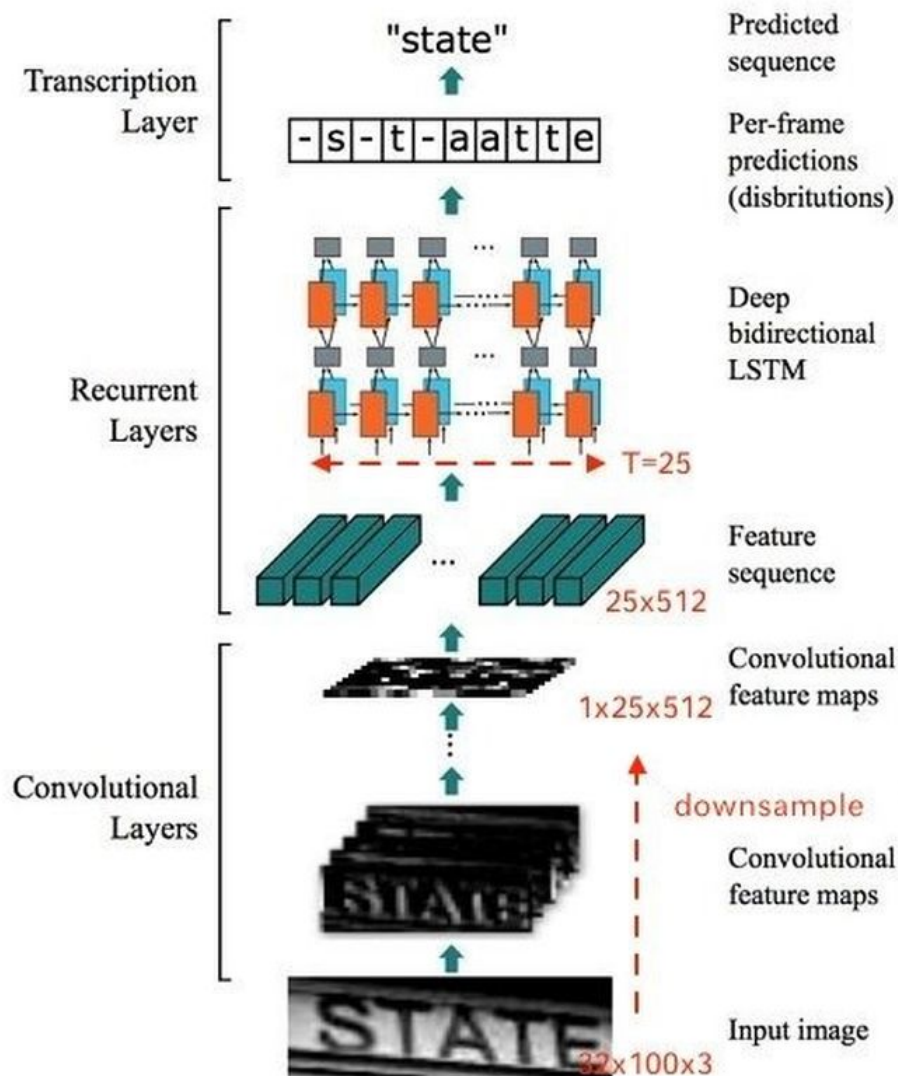 "state"
Predicted
sequence
Transcription
Layer
-s-t-aatte
Per-frame
predictions
(disbritutions)
Recurrent
Layers
Deep
bidirectional
LSTM
T=25
Feature
sequence
25x512
Convolutional
feature maps
1x25x512
Convolutional
Layers
downsample
Convolutional
feature maps
STATE
STATE
Input image
32x100x3